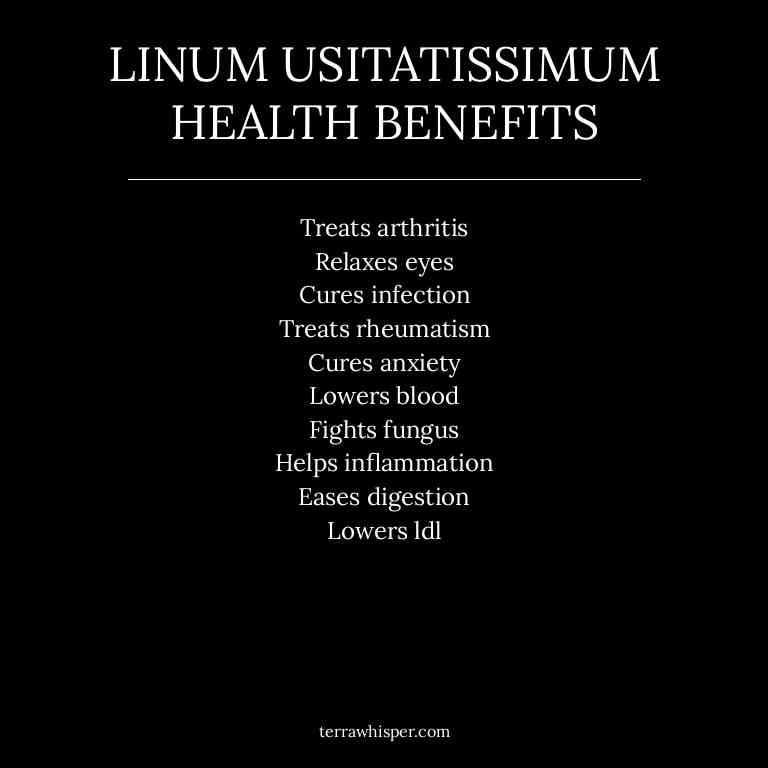 LINUM USITATISSIMUM
HEALTH BENEFITS
Treats arthritis
Relaxes eyes
Cures infection
Treats rheumatism
Cures anxiety
Lowers blood
Fights fungus
Helps inflammation
Eases digestion
Lowers ldl
terrawhisper.com